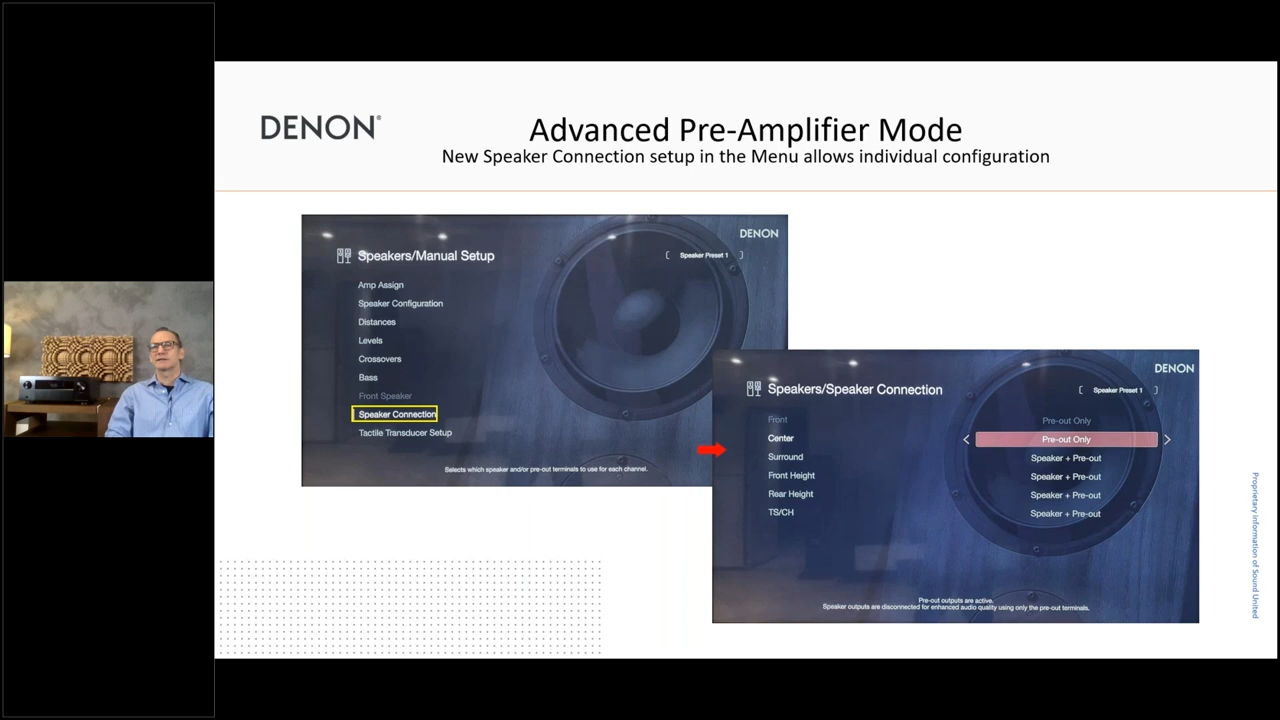 DENON®
Advanced Pre-Amplifier Mode
New Speaker Connection setup in the Menu allows individual configuration
DENON
Speakers/Manual Setup
[ Speaker Preset 1 ]
Amp Assign
Speaker Configuration
Distances
Levels
Crossovers
Bass
Front Speaker
Speaker Connection
Tactile Transducer Setup
Selects which speaker and/or pre-out terminals to use for each channel.
DENON
Speakers/Speaker Connection
[ Speaker Preset 1 ]
Front Pre-out Only
Center < Pre-out Only >
Surround Speaker + Pre-out
Front Height Speaker + Pre-out
Rear Height Speaker + Pre-out
TS/CH Speaker + Pre-out
Pre-out outputs are active.
Speaker outputs are disconnected for enhanced audio quality using only the pre-out terminals.
Proprietary information of Sound United